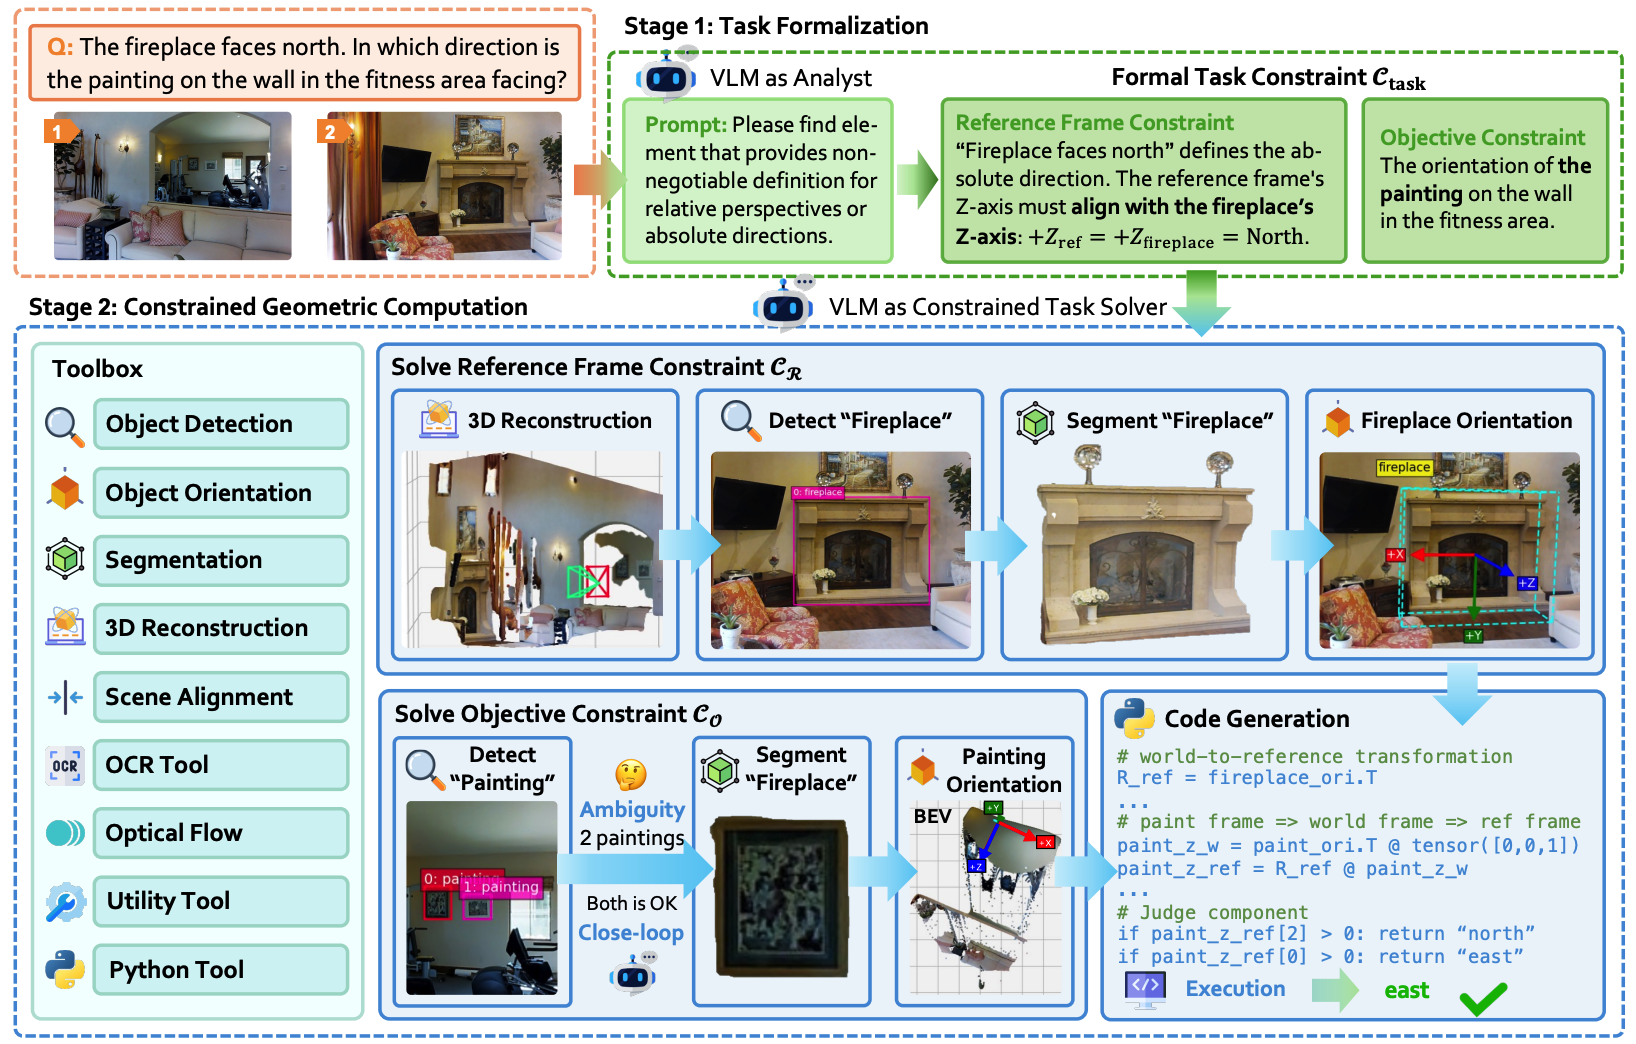 Q: The fireplace faces north. In which direction is
the painting on the wall in the fitness area facing?
1
2
Stage 1: Task Formalization
VLM as Analyst
Prompt: Please find ele-
ment that provides non-
negotiable definition for
relative perspectives or
absolute directions.
Formal Task Constraint 𝒞task
Reference Frame Constraint
“Fireplace faces north” defines the ab-
solute direction. The reference frame's
Z-axis must align with the fireplace’s
Z-axis: +Zref = +Zfireplace = North.
Objective Constraint
The orientation of the
painting on the wall
in the fitness area.
Stage 2: Constrained Geometric Computation
VLM as Constrained Task Solver
Toolbox
Object Detection
Object Orientation
Segmentation
3D Reconstruction
Scene Alignment
OCR
OCR Tool
Optical Flow
Utility Tool
Python Tool
Solve Reference Frame Constraint 𝒞ℛ
3D Reconstruction
Detect “Fireplace”
0: fireplace
Segment “Fireplace”
Fireplace Orientation
fireplace
+X
+Z
+Y
Solve Objective Constraint 𝒞𝒪
Detect
“Painting”
0: painting
1: painting
Ambiguity
2 paintings
Both is OK
Close-loop
Segment
“Fireplace”
Painting
Orientation
BEV
+Y
+X
+Z
Code Generation
# world-to-reference transformation
R_ref = fireplace_ori.T
...
# paint frame => world frame => ref frame
paint_z_w = paint_ori.T @ tensor([0,0,1])
paint_z_ref = R_ref @ paint_z_w
...
# Judge component
if paint_z_ref[2] > 0: return “north”
if paint_z_ref[0] > 0: return “east”
</>
Execution
east